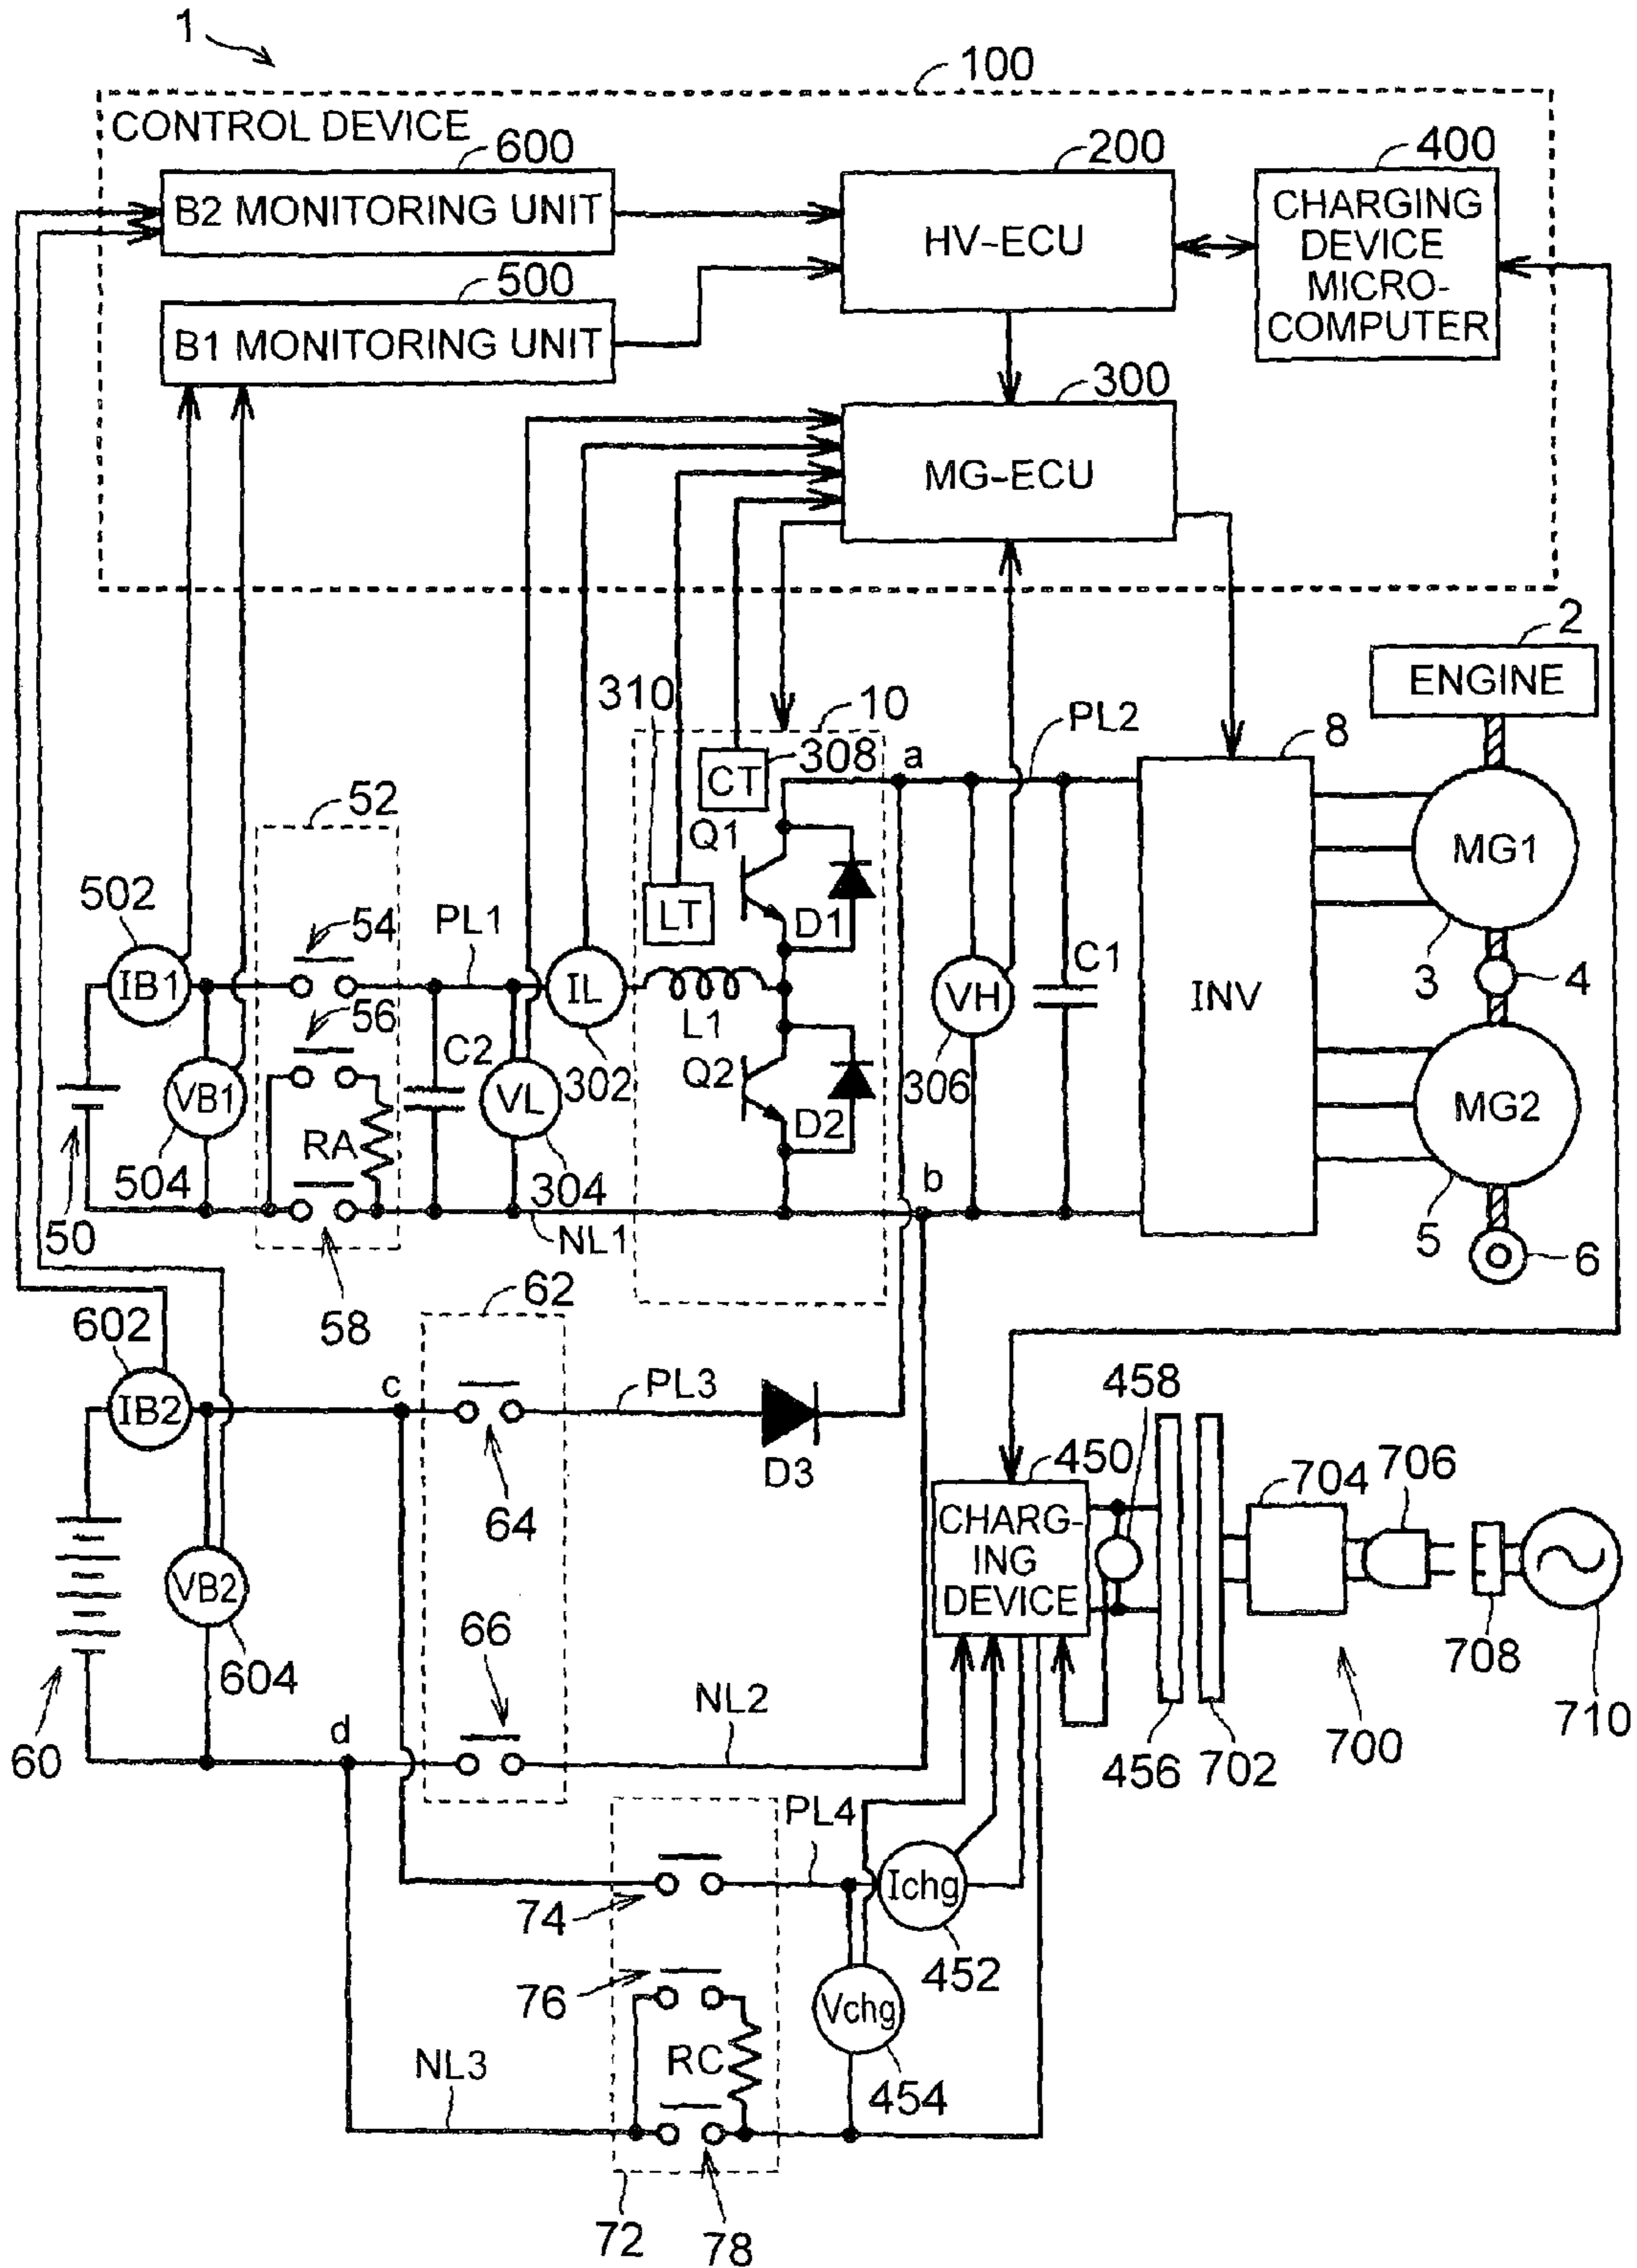 1
100
CONTROL DEVICE
600
200
400
B2 MONITORING UNIT
HV-ECU
CHARGING
DEVICE
MICRO-
COMPUTER
500
B1 MONITORING UNIT
300
MG-ECU
2
ENGINE
310
10
PL2
8
308
a
CT
52
Q1
MG1
502
54
PL1
LT
D1
C1
3
4
IB1
IL
VH
INV
56
L1
C2
Q2
306
302
VB1
VL
MG2
RA
D2
504
304
b
50
NL1
5
6
58
62
602
c
PL3
458
IB2
D3
450
704
706
64
CHARG-
ING
DEVICE
VB2
66
708
604
NL2
710
60
d
456
702
700
PL4
74
Ichg
452
76
Vchg
RC
NL3
454
72
78